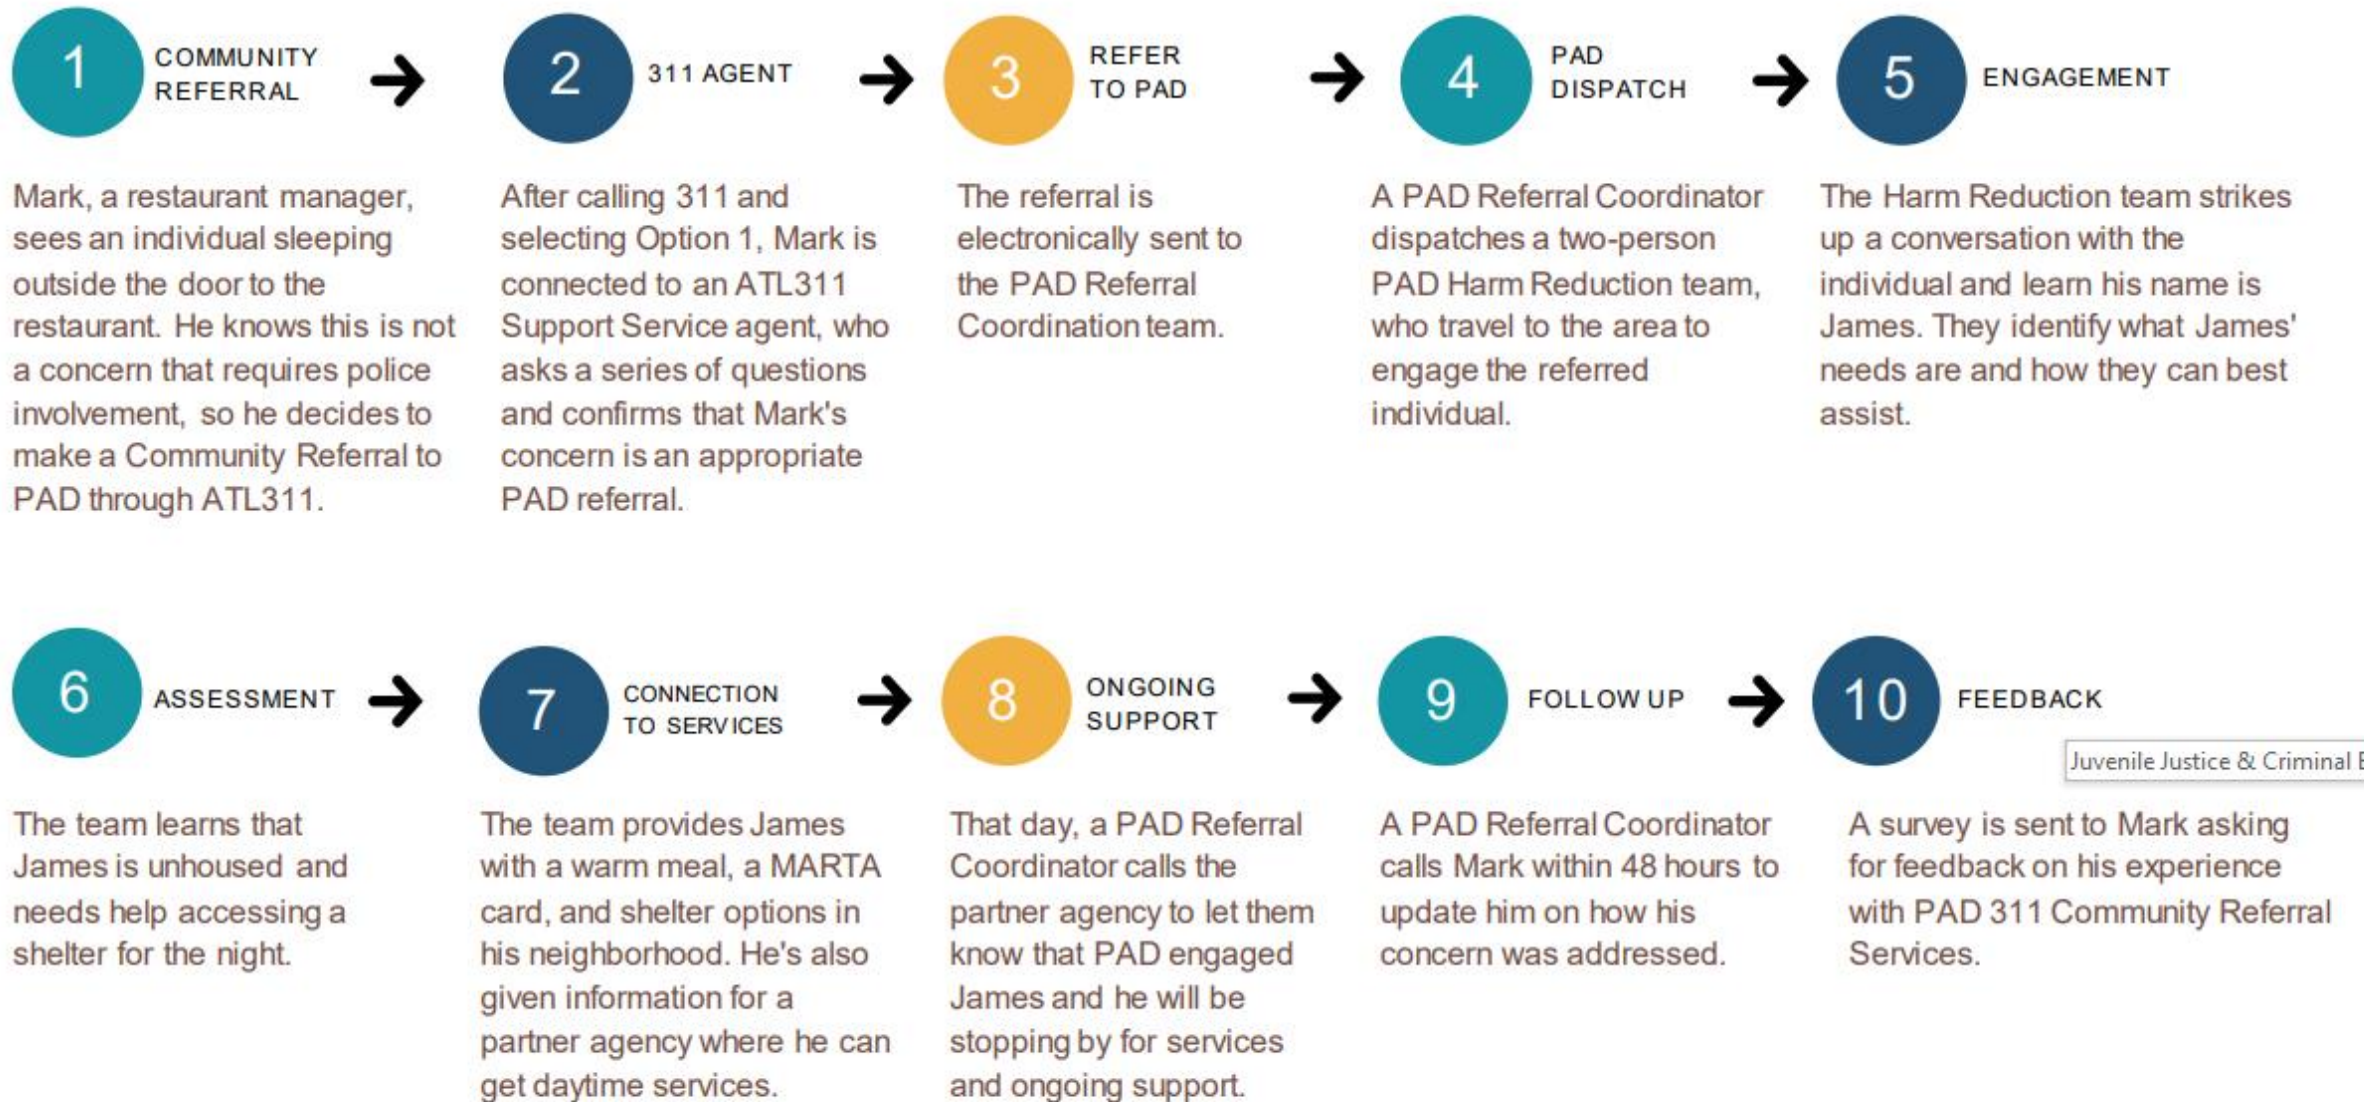 1
COMMUNITY
REFERRAL
2
311 AGENT
3
REFER
TO PAD
4
PAD
DISPATCH
5
ENGAGEMENT
Mark, a restaurant manager,
sees an individual sleeping
outside the door to the
restaurant. He knows this is not
a concern that requires police
involvement, so he decides to
make a Community Referral to
PAD through ATL311.
After calling 311 and
selecting Option 1, Mark is
connected to an ATL311
Support Service agent, who
asks a series of questions
and confirms that Mark's
concern is an appropriate
PAD referral.
The referral is
electronically sent to
the PAD Referral
Coordination team.
A PAD Referral Coordinator
dispatches a two-person
PAD Harm Reduction team,
who travel to the area to
engage the referred
individual.
The Harm Reduction team strikes
up a conversation with the
individual and learn his name is
James. They identify what James'
needs are and how they can best
assist.
6
ASSESSMENT
7
CONNECTION
TO SERVICES
8
ONGOING
SUPPORT
9
FOLLOW UP
10
FEEDBACK
Juvenile Justice & Criminal
The team learns that
James is unhoused and
needs help accessing a
shelter for the night.
The team provides James
with a warm meal, a MARTA
card, and shelter options in
his neighborhood. He's also
given information for a
partner agency where he can
get daytime services.
That day, a PAD Referral
Coordinator calls the
partner agency to let them
know that PAD engaged
James and he will be
stopping by for services
and ongoing support.
A PAD Referral Coordinator
calls Mark within 48 hours to
update him on how his
concern was addressed.
A survey is sent to Mark asking
for feedback on his experience
with PAD 311 Community Referral
Services.